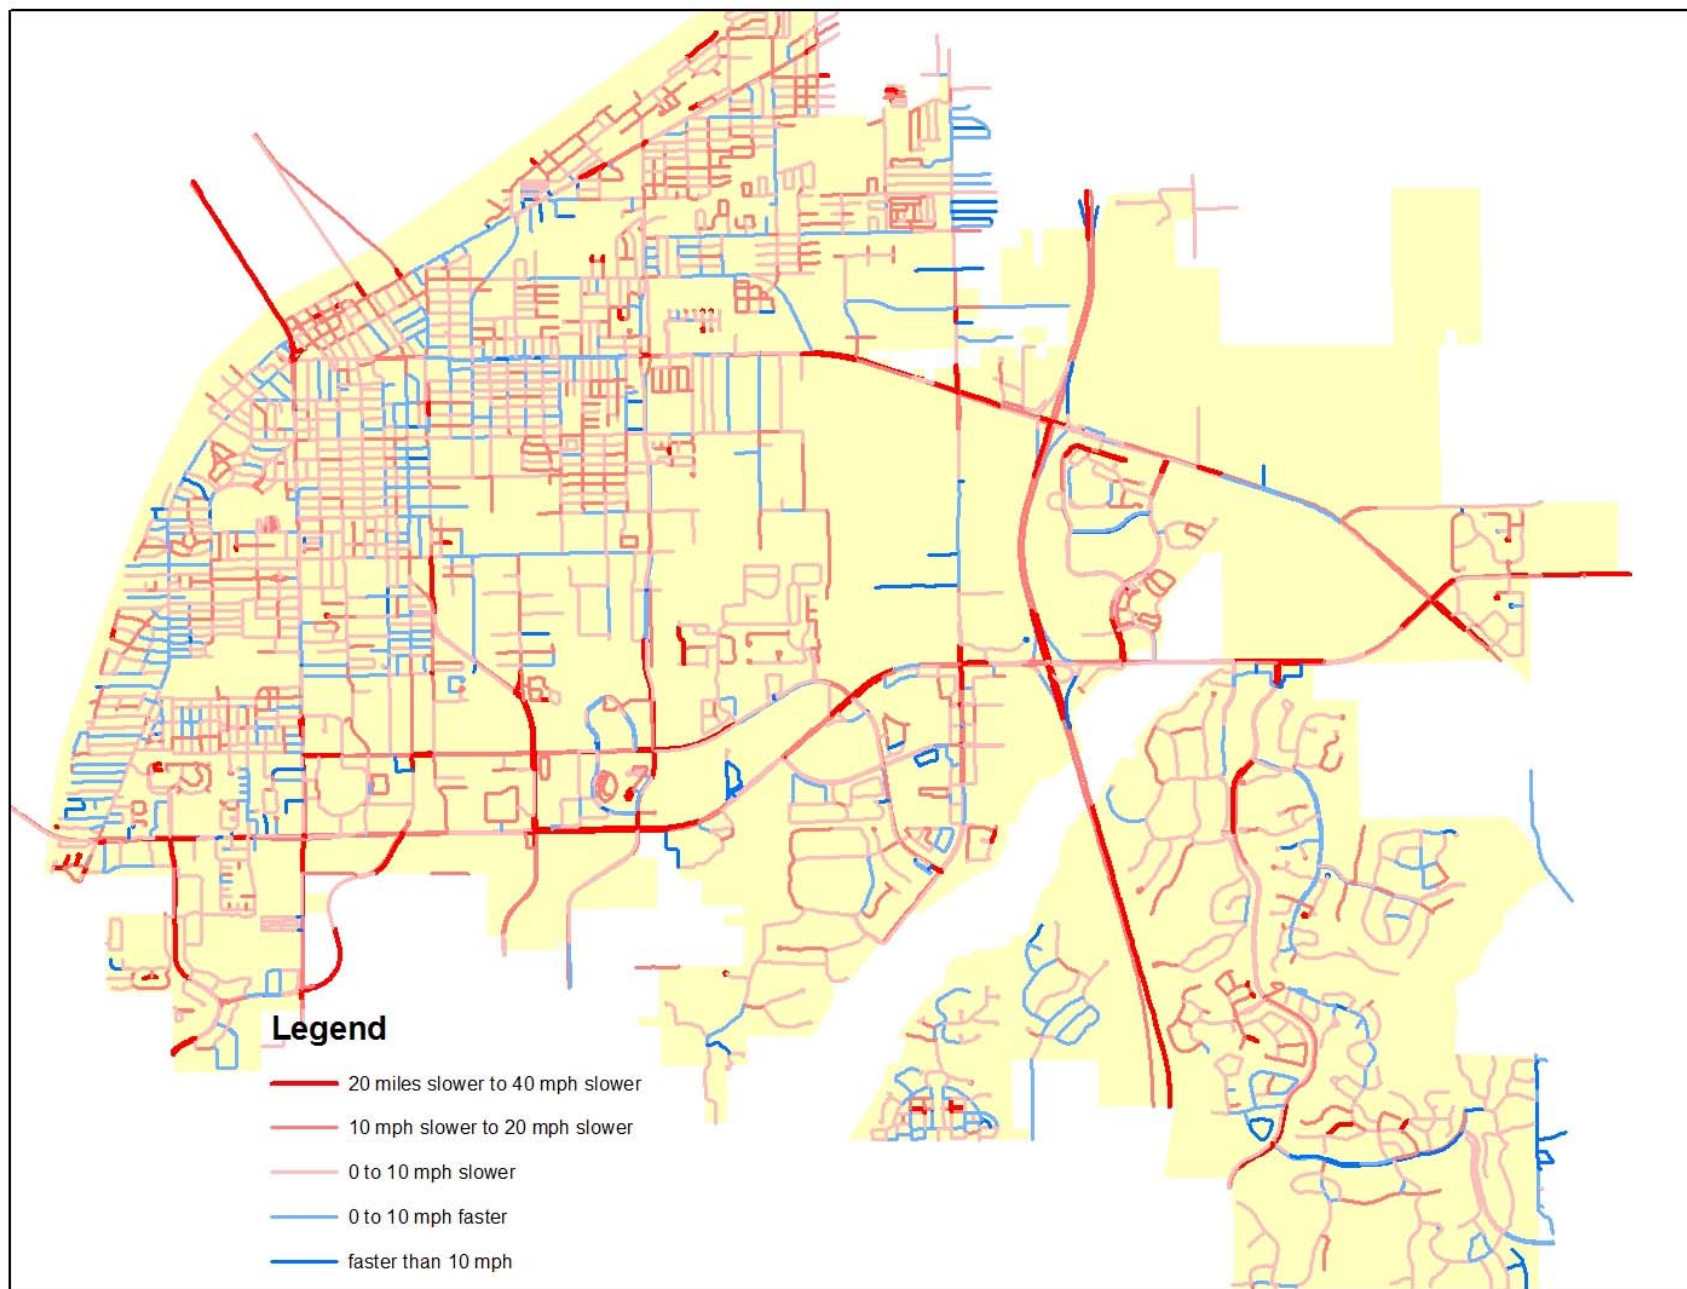 Legend
20 miles slower to 40 mph slower
10 mph slower to 20 mph slower
0 to 10 mph slower
0 to 10 mph faster
faster than 10 mph